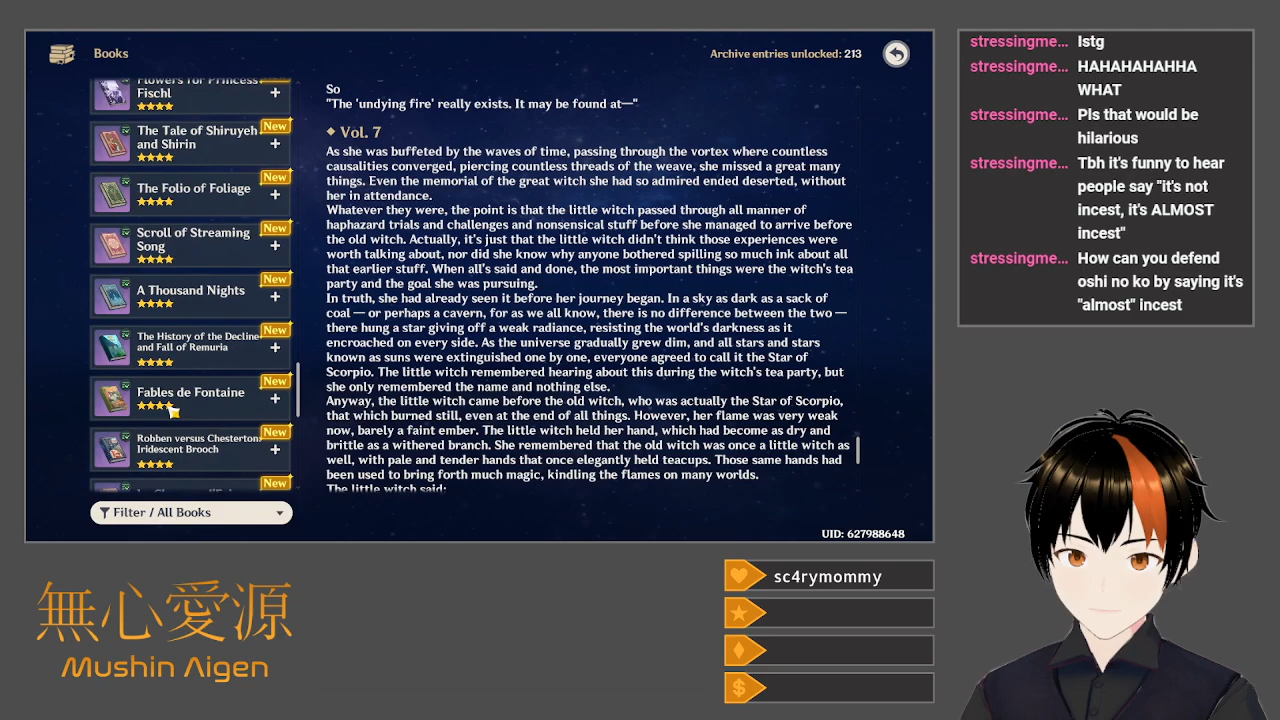 Books
Archive entries unlocked: 213
Flowers for Princess
Fischl
New
The Tale of Shiruyeh
and Shirin
New
The Folio of Foliage
New
Scroll of Streaming
Song
New
A Thousand Nights
New
The History of the Decline
and Fall of Remuria
New
Fables de Fontaine
New
Robben versus Chesterton:
Iridescent Brooch
New
Filter / All Books
So
"The 'undying fire' really exists. It may be found at—"
Vol. 7
As she was buffeted by the waves of time, passing through the vortex where countless
causalities converged, piercing countless threads of the weave, she missed a great many
things. Even the memorial of the great witch she had so admired ended deserted, without
her in attendance.
Whatever they were, the point is that the little witch passed through all manner of
haphazard trials and challenges and nonsensical stuff before she managed to arrive before
the old witch. Actually, it's just that the little witch didn't think those experiences were
worth talking about, nor did she know why anyone bothered spilling so much ink about all
that earlier stuff. When all's said and done, the most important things were the witch's tea
party and the goal she was pursuing.
In truth, she had already seen it before her journey began. In a sky as dark as a sack of
coal — or perhaps a cavern, for as we all know, there is no difference between the two —
there hung a star giving off a weak radiance, resisting the world's darkness as it
encroached on every side. As the universe gradually grew dim, and all stars and stars
known as suns were extinguished one by one, everyone agreed to call it the Star of
Scorpio. The little witch remembered hearing about this during the witch's tea party, but
she only remembered the name and nothing else.
Anyway, the little witch came before the old witch, who was actually the Star of Scorpio,
that which burned still, even at the end of all things. However, her flame was very weak
now, barely a faint ember. The little witch held her hand, which had become as dry and
brittle as a withered branch. She remembered that the old witch was once a little witch as
well, with pale and tender hands that once elegantly held teacups. Those same hands had
been used to bring forth much magic, kindling the flames on many worlds.
The little witch said:
UID: 627988648
stressingme... Istg
stressingme... HAHAHAHAHHA
WHAT
stressingme... Pls that would be
hilarious
stressingme... Tbh it's funny to hear
people say "it's not
incest, it's ALMOST
incest"
stressingme... How can you defend
oshi no ko by saying it's
"almost" incest
無心愛源
Mushin Aigen
sc4rymommy